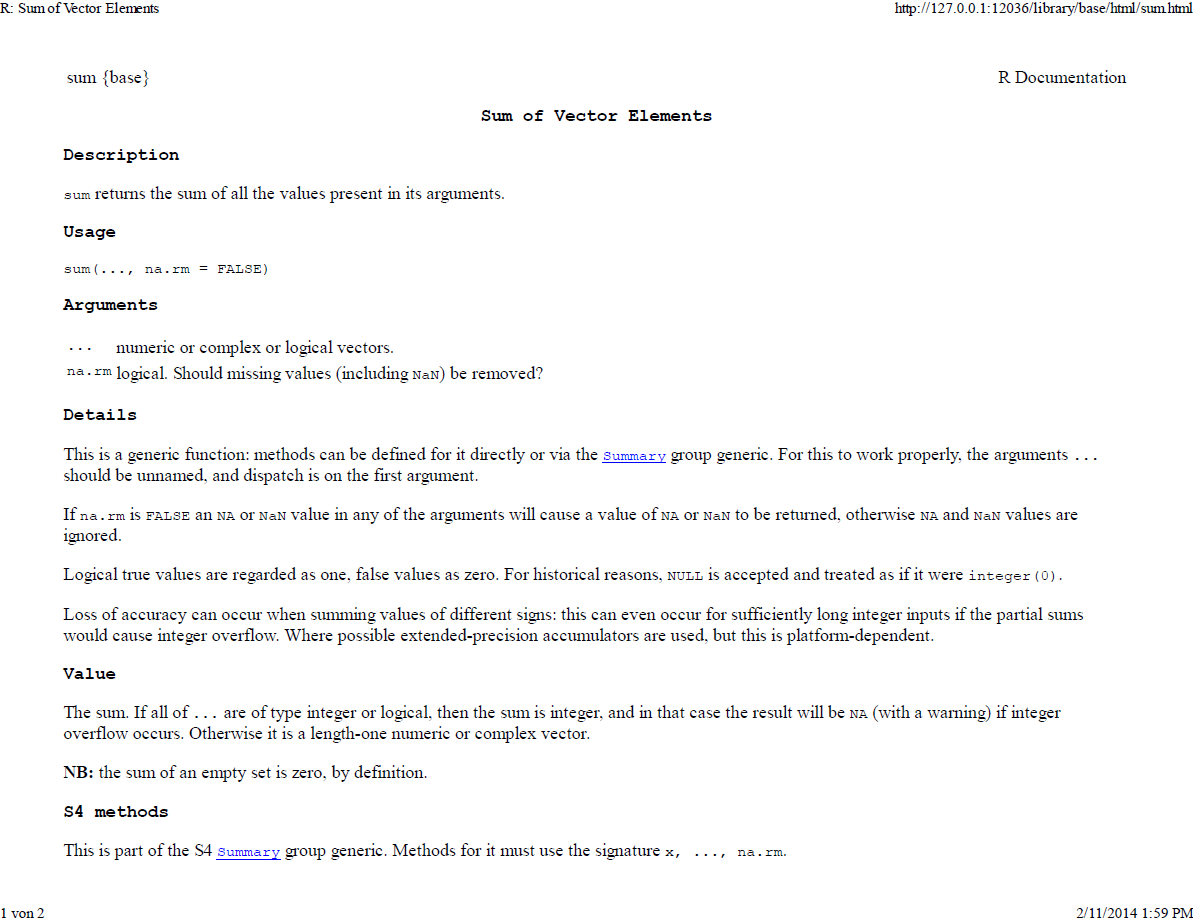 R: Sum of Vector Elements http://127.0.0.1:12036/library/base/html/sum.html
sum {base} R Documentation
Sum of Vector Elements
Description
sum returns the sum of all the values present in its arguments.
Usage
sum(..., na.rm = FALSE)
Arguments
... numeric or complex or logical vectors.
na.rm logical. Should missing values (including NaN) be removed?
Details
This is a generic function: methods can be defined for it directly or via the Summary group generic. For this to work properly, the arguments ...
should be unnamed, and dispatch is on the first argument.
If na.rm is FALSE an NA or NaN value in any of the arguments will cause a value of NA or NaN to be returned, otherwise NA and NaN values are
ignored.
Logical true values are regarded as one, false values as zero. For historical reasons, NULL is accepted and treated as if it were integer(0).
Loss of accuracy can occur when summing values of different signs: this can even occur for sufficiently long integer inputs if the partial sums
would cause integer overflow. Where possible extended-precision accumulators are used, but this is platform-dependent.
Value
The sum. If all of ... are of type integer or logical, then the sum is integer, and in that case the result will be NA (with a warning) if integer
overflow occurs. Otherwise it is a length-one numeric or complex vector.
NB: the sum of an empty set is zero, by definition.
S4 methods
This is part of the S4 Summary group generic. Methods for it must use the signature x, ..., na.rm.
1 von 2 2/11/2014 1:59 PM